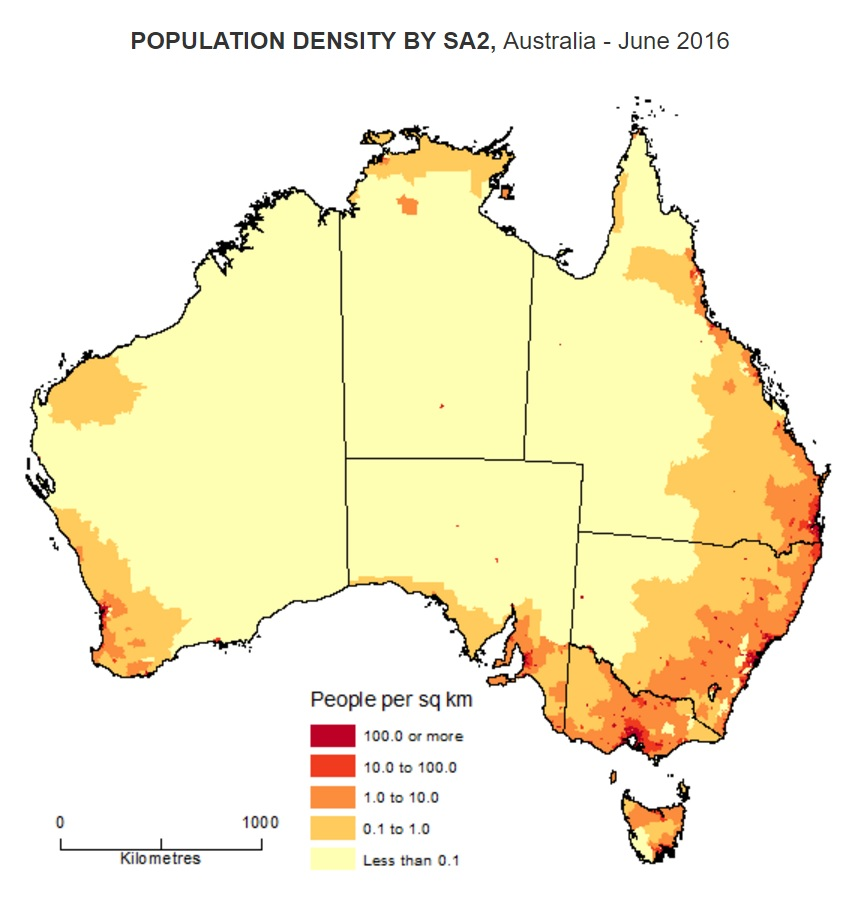 POPULATION DENSITY BY SA2, Australia - June 2016
People per sq km
100.0 or more
10.0 to 100.0
1.0 to 10.0
0.1 to 1.0
Less than 0.1
0 1000
Kilometres